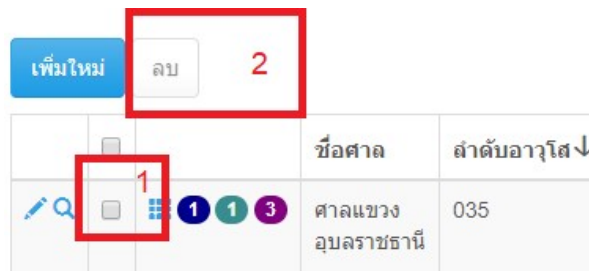 เพิ่มใหม่ ลบ 2
ชื่อศาล ลำดับอาวุโส
1
1 1 3 ศาลแขวง 035
อุบลราชธานี